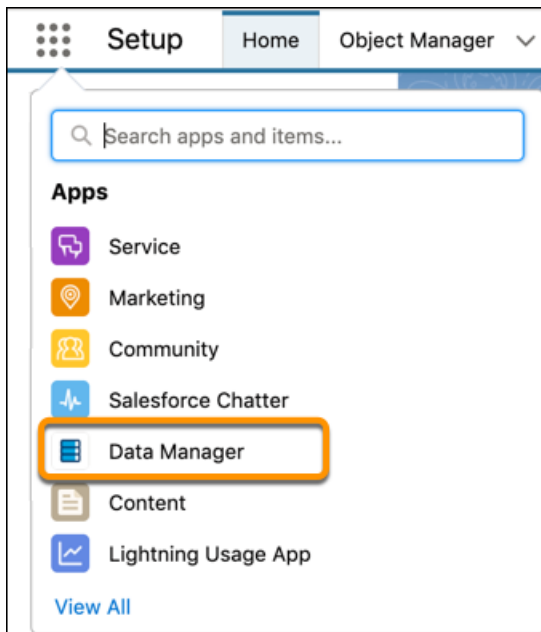 Setup Home Object Manager
Search apps and items...
Apps
Service
Marketing
Community
Salesforce Chatter
Data Manager
Content
Lightning Usage App
View All